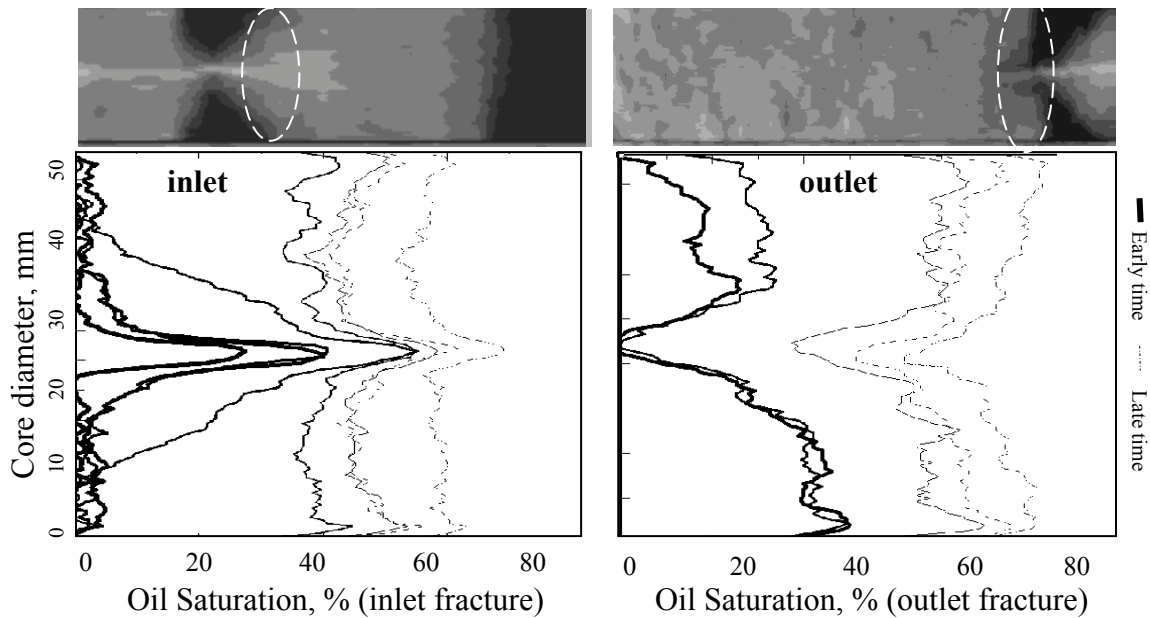 inlet
outlet
Core diameter, mm
50
40
30
20
10
0
0 20 40 60 80
Oil Saturation, % (inlet fracture)
0 20 40 60 80
Oil Saturation, % (outlet fracture)
Early time
Late time